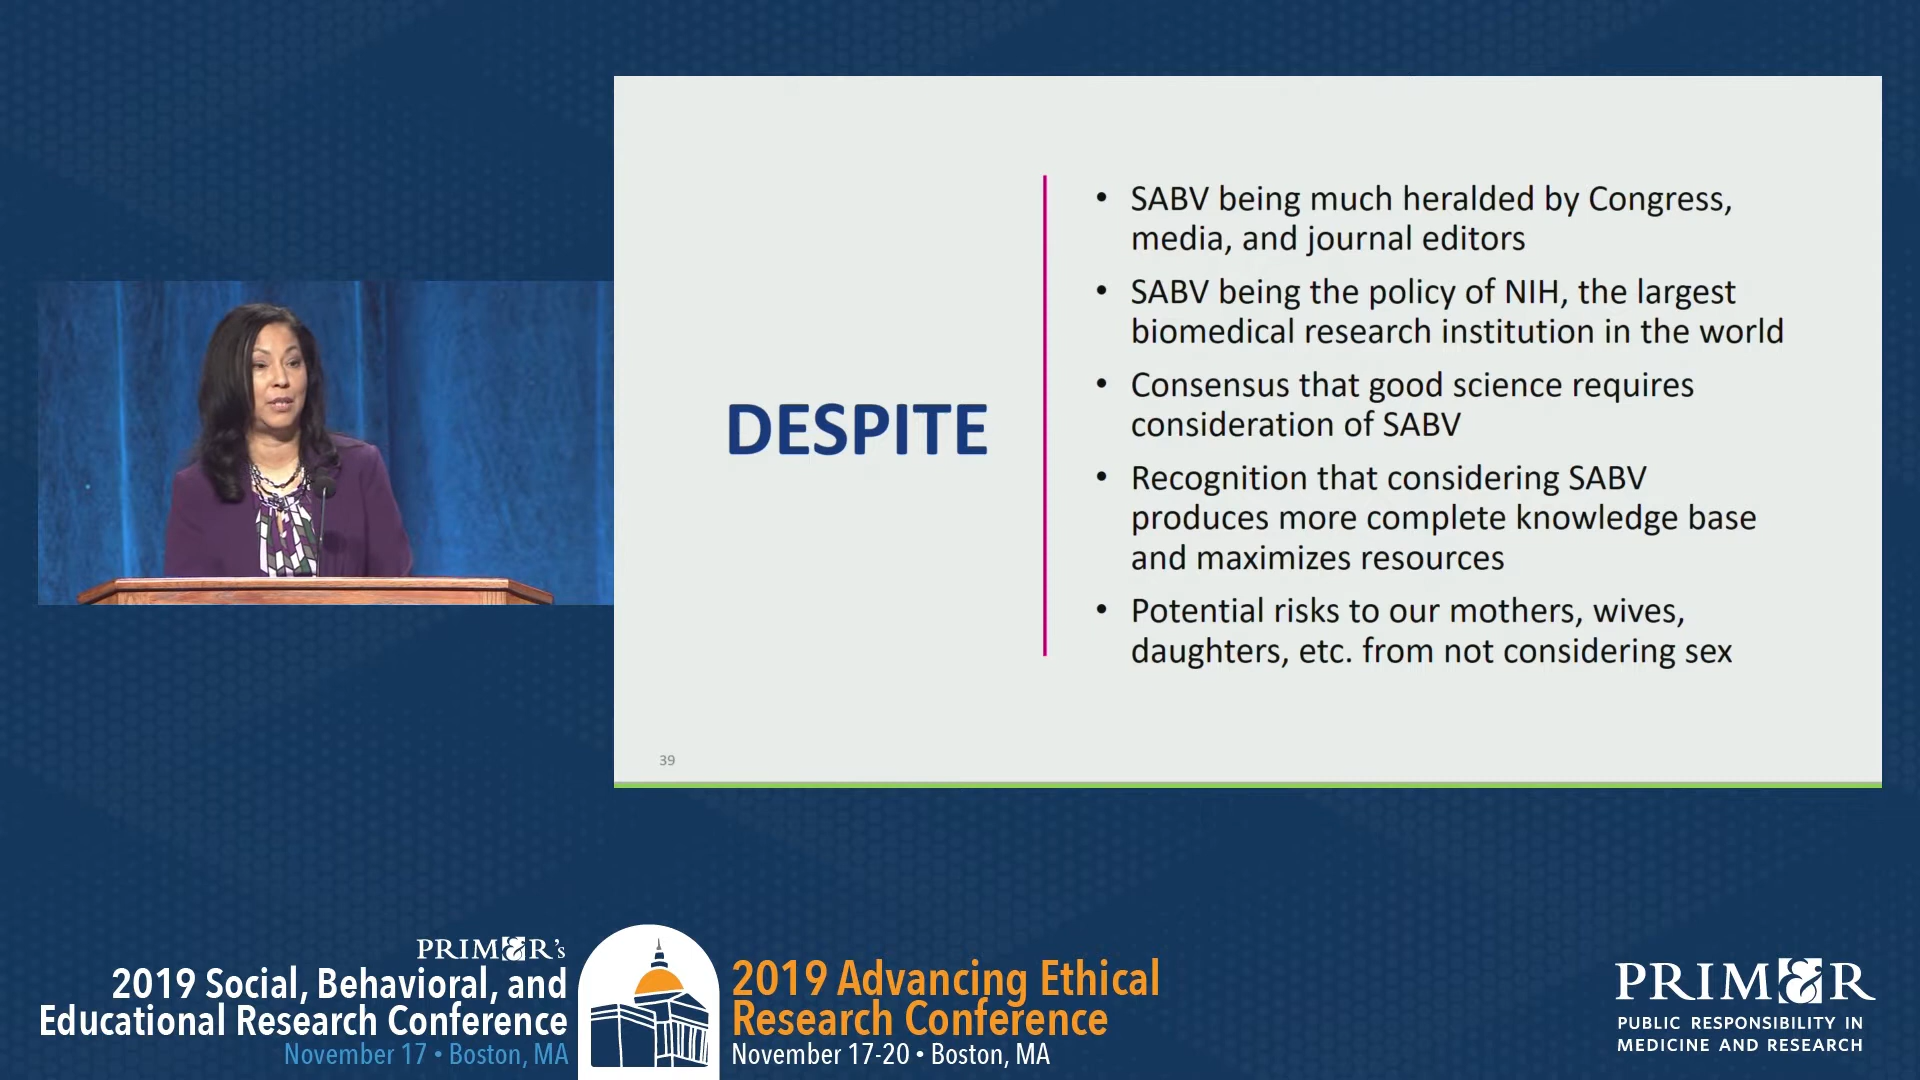 DESPITE
• SABV being much heralded by Congress,
media, and journal editors
• SABV being the policy of NIH, the largest
biomedical research institution in the world
• Consensus that good science requires
consideration of SABV
• Recognition that considering SABV
produces more complete knowledge base
and maximizes resources
• Potential risks to our mothers, wives,
daughters, etc. from not considering sex
39
PRIM&R's
2019 Social, Behavioral, and
Educational Research Conference
November 17 • Boston, MA
2019 Advancing Ethical
Research Conference
November 17-20 • Boston, MA
PRIM&R
PUBLIC RESPONSIBILITY IN
MEDICINE AND RESEARCH